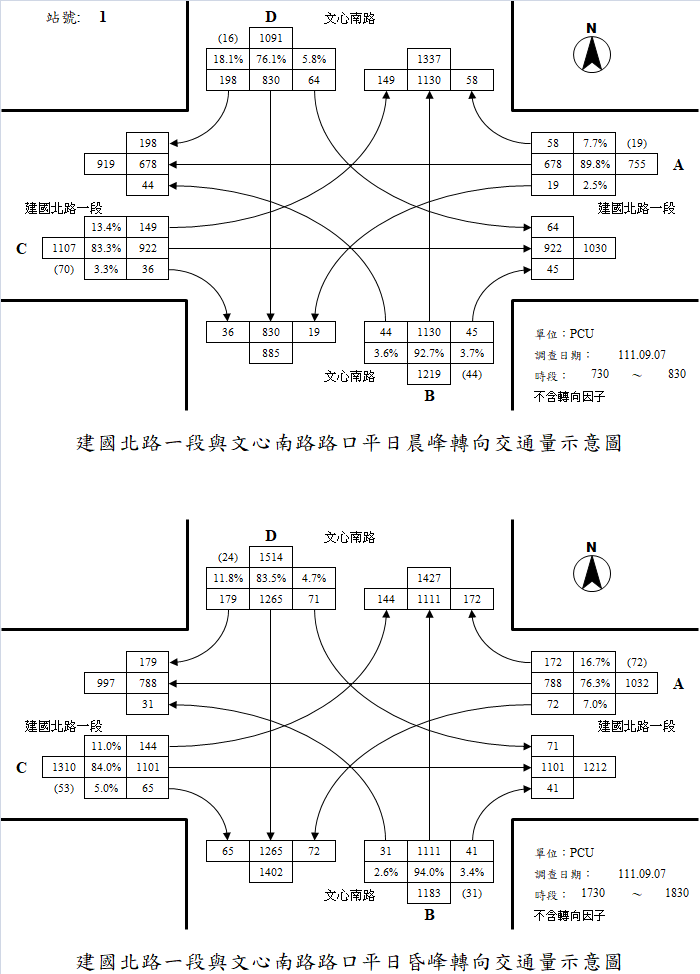 站號: 1
D 文心南路
(16) 1091
N
18.1% 76.1% 5.8% 1337
198 830 64 149 1130 58
198 58 7.7% (19)
919 678 678 89.8% 755 A
44 19 2.5%
建國北路一段 建國北路一段
13.4% 149 64
C 1107 83.3% 922 922 1030
(70) 3.3% 36 45
36 830 19 44 1130 45 單位：PCU
885 3.6% 92.7% 3.7% 調查日期： 111.09.07
文心南路 1219 (44) 時段： 730 ～ 830
B 不含轉向因子
建國北路一段與文心南路路口平日晨峰轉向交通量示意圖
D 文心南路
(24) 1514
N
11.8% 83.5% 4.7% 1427
179 1265 71 144 1111 172
179 172 16.7% (72)
997 788 788 76.3% 1032 A
31 72 7.0%
建國北路一段 建國北路一段
11.0% 144 71
C 1310 84.0% 1101 1101 1212
(53) 5.0% 65 41
65 1265 72 31 1111 41 單位：PCU
1402 2.6% 94.0% 3.4% 調查日期： 111.09.07
文心南路 1183 (31) 時段： 1730 ～ 1830
B 不含轉向因子
建國北路一段與文心南路路口平日昏峰轉向交通量示意圖